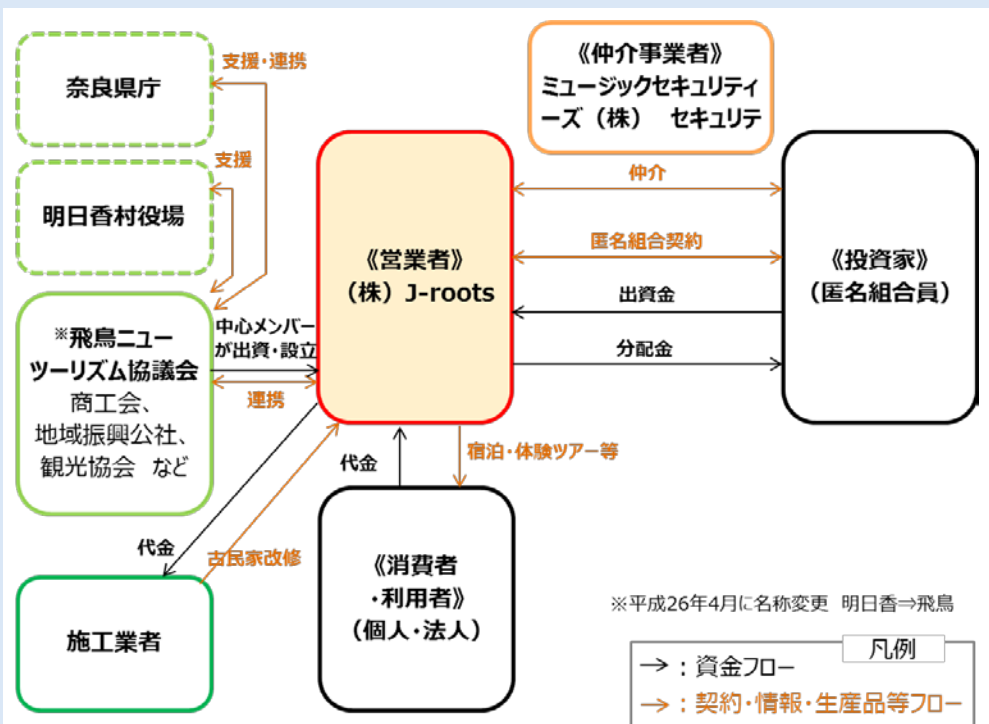 奈良県庁
支援・連携
支援
明日香村役場
※飛鳥ニュー
ツーリズム協議会
商工会、
地域振興公社、
観光協会 など
中心メンバー
が出資・設立
連携
《営業者》
（株）J-roots
《仲介事業者》
ミュージックセキュリティ
ーズ（株） セキュリテ
仲介
匿名組合契約
出資金
分配金
《投資家》
（匿名組合員）
代金
宿泊・体験ツアー等
代金
古民家改修
施工業者
《消費者
・利用者》
（個人・法人）
※平成26年4月に名称変更 明日香⇒飛鳥
凡例
→：資金フロー
→：契約・情報・生産品等フロー